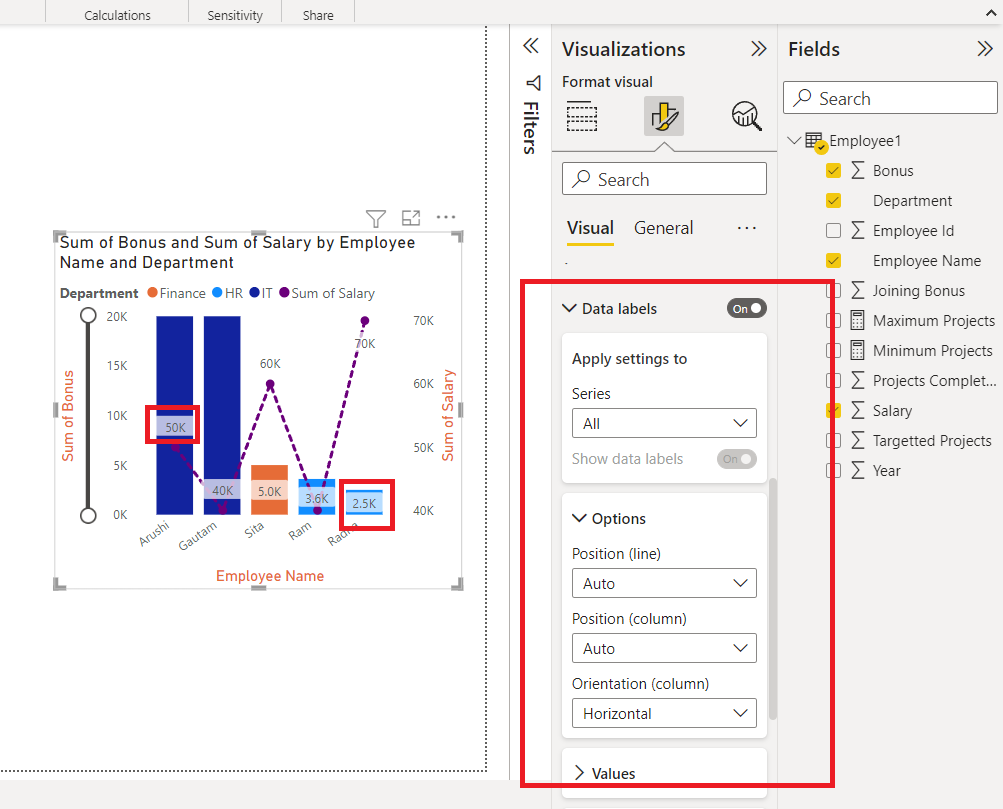 Calculations
Sensitivity
Share
Filters
Visualizations
Format visual
Search
Visual
General
Data labels
On
Apply settings to
Series
All
Show data labels
On
Options
Position (line)
Auto
Position (column)
Auto
Orientation (column)
Horizontal
Values
Fields
Search
Employee1
Bonus
Department
Employee Id
Employee Name
Joining Bonus
Maximum Projects
Minimum Projects
Projects Complet...
Salary
Targetted Projects
Year
Sum of Bonus and Sum of Salary by Employee
Name and Department
Department Finance HR IT Sum of Salary
Sum of Bonus
20K
15K
10K
5K
0K
50K
40K
60K
5.0K
3.6K
70K
2.5K
70K
60K
50K
40K
Sum of Salary
Arushi
Gautam
Sita
Ram
Radha
Employee Name